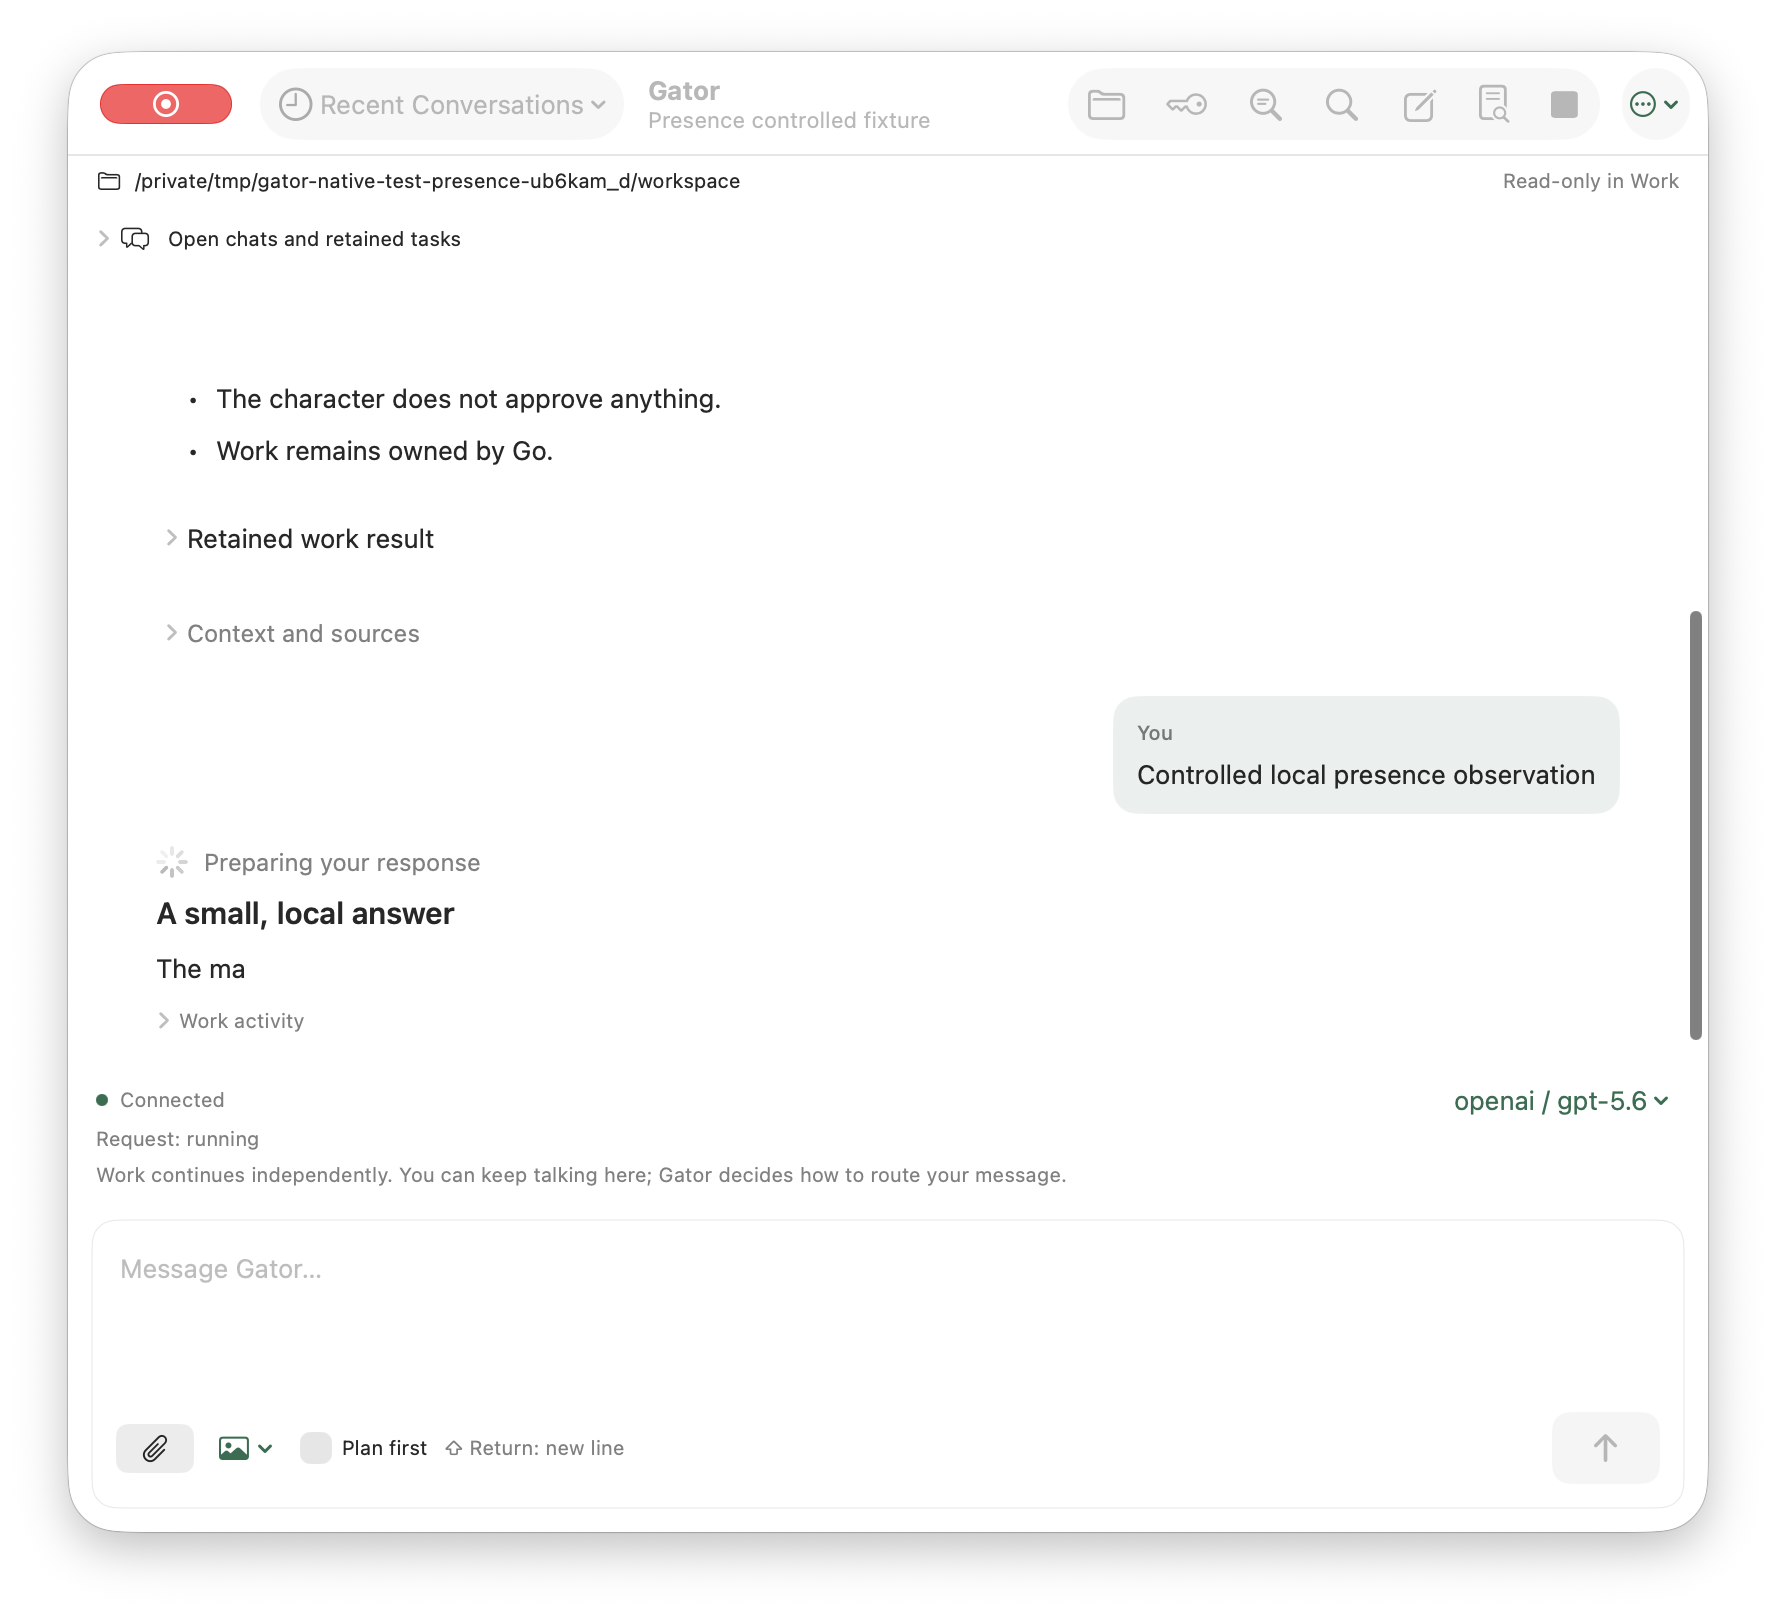 Recent Conversations
Gator
Presence controlled fixture
/private/tmp/gator-native-test-presence-ub6kam_d/workspace
Read-only in Work
Open chats and retained tasks
• The character does not approve anything.
• Work remains owned by Go.
Retained work result
Context and sources
You
Controlled local presence observation
Preparing your response
A small, local answer
The ma
Work activity
Connected
openai / gpt-5.6
Request: running
Work continues independently. You can keep talking here; Gator decides how to route your message.
Message Gator...
Plan first
Return: new line